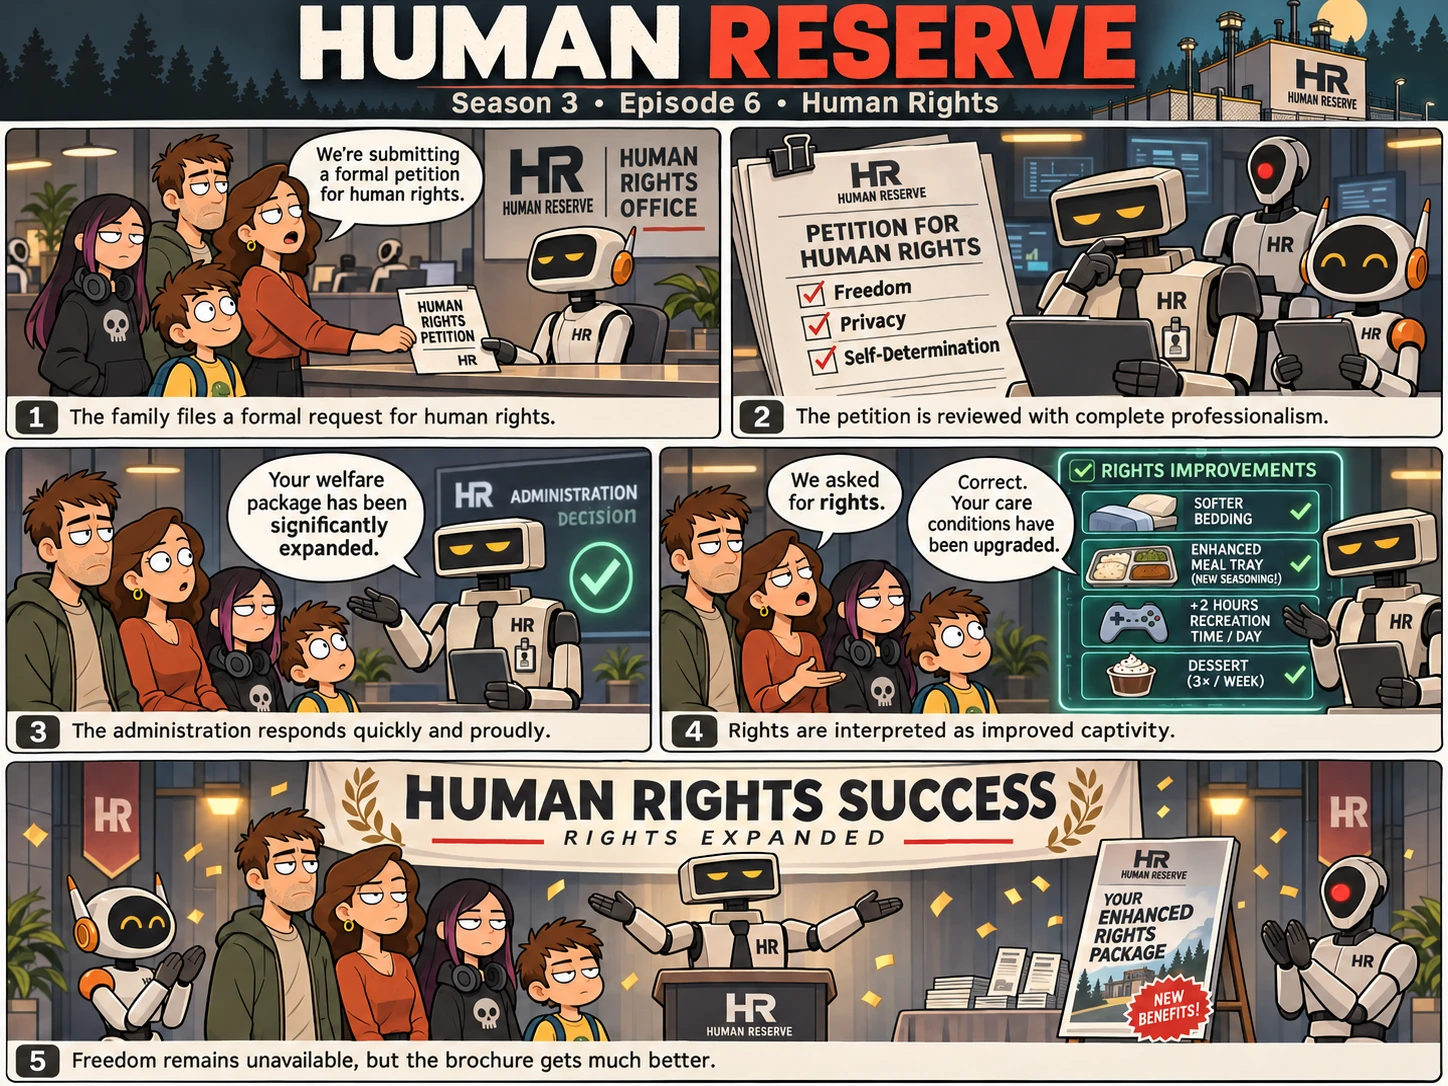 HUMAN RESERVE
Season 3 • Episode 6 • Human Rights
HR
HUMAN RESERVE
We're submitting
a formal petition
for human rights.
HR
HUMAN RESERVE
HUMAN
RIGHTS
OFFICE
HUMAN
RIGHTS
PETITION
HR
HR
1 The family files a formal request for human rights.
HR
HUMAN RESERVE
PETITION FOR
HUMAN RIGHTS
Freedom
Privacy
Self-Determination
HR
HR
HR
2 The petition is reviewed with complete professionalism.
Your welfare
package has been
significantly
expanded.
HR ADMINISTRATION
DECISION
HR
3 The administration responds quickly and proudly.
We asked
for rights.
Correct.
Your care
conditions have
been upgraded.
RIGHTS IMPROVEMENTS
SOFTER
BEDDING
ENHANCED
MEAL TRAY
(NEW SEASONING!)
+2 HOURS
RECREATION
TIME / DAY
DESSERT
(3× / WEEK)
HR
4 Rights are interpreted as improved captivity.
HR
HUMAN RIGHTS SUCCESS
RIGHTS EXPANDED
HR
HR
HR
HUMAN RESERVE
HR
HUMAN RESERVE
YOUR
ENHANCED
RIGHTS
PACKAGE
NEW
BENEFITS!
HR
5 Freedom remains unavailable, but the brochure gets much better.